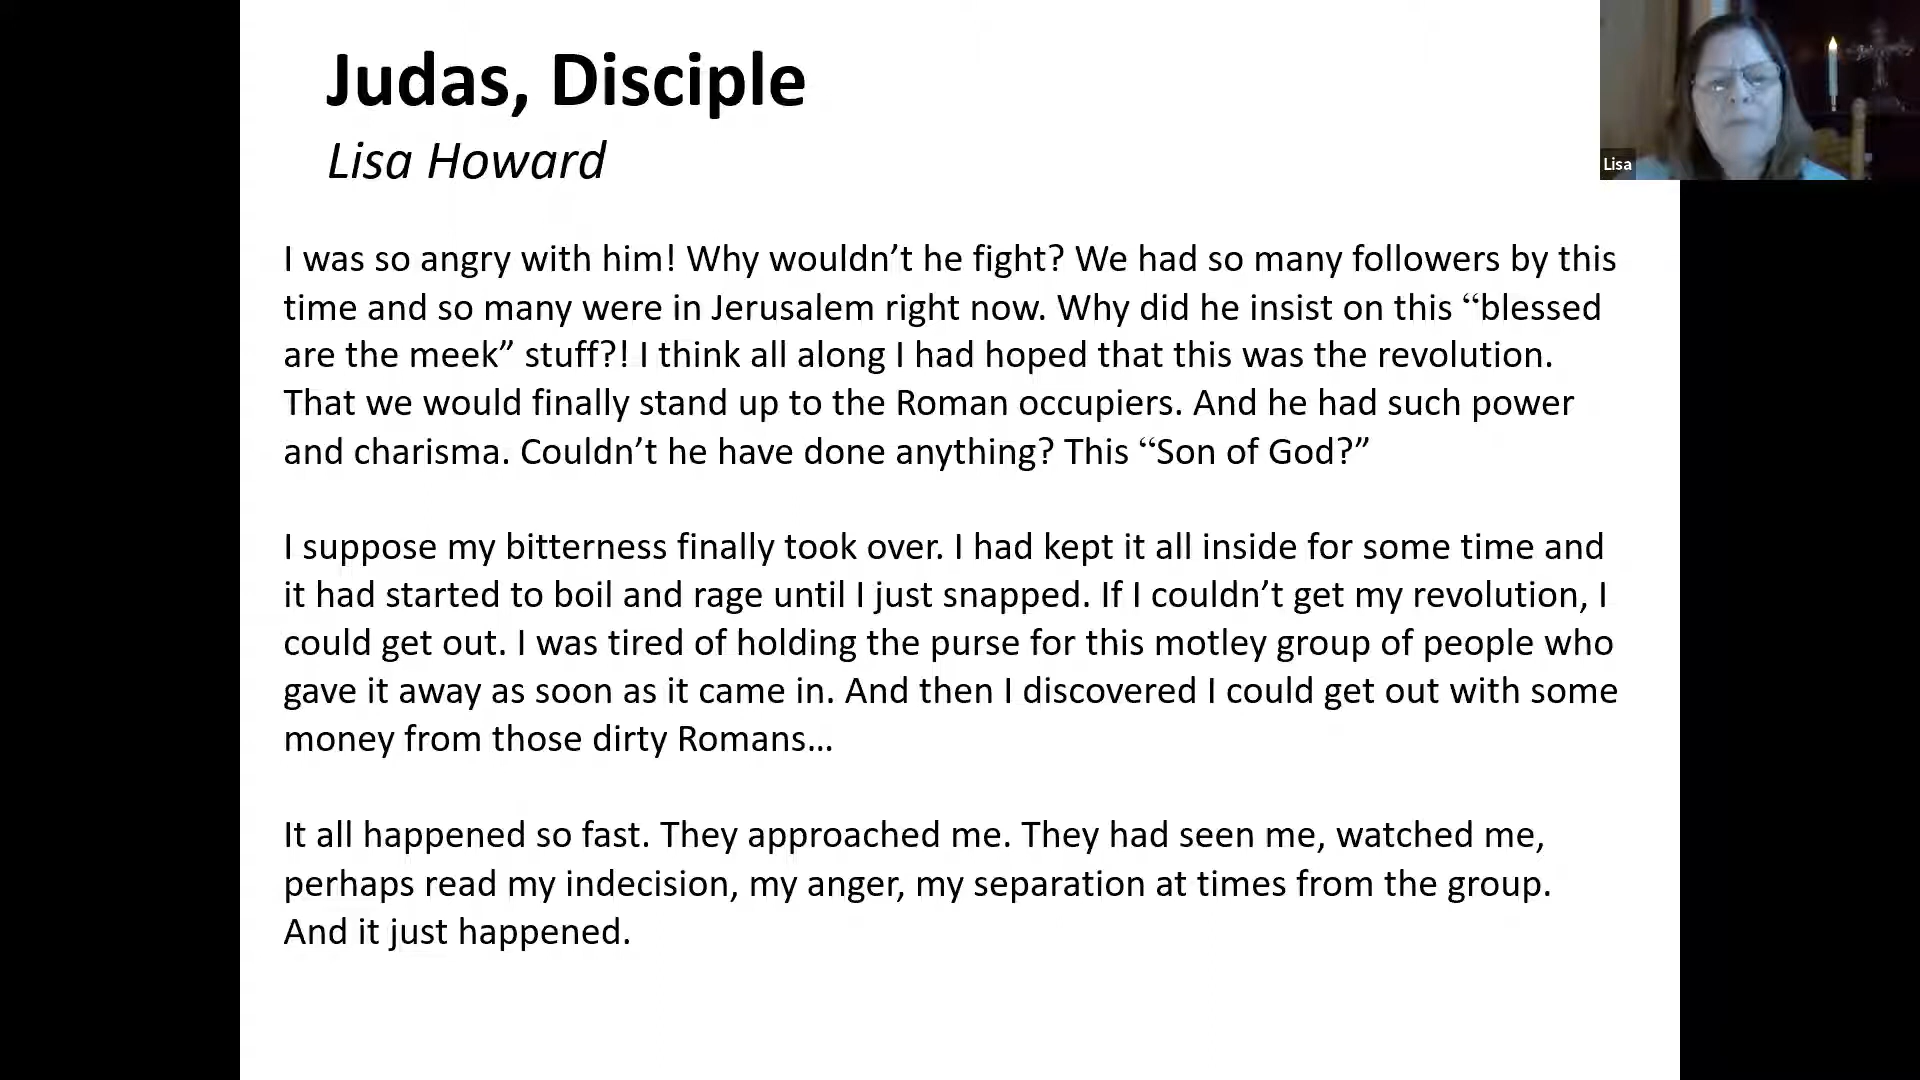 Judas, Disciple
Lisa Howard
Lisa
I was so angry with him! Why wouldn’t he fight? We had so many followers by this
time and so many were in Jerusalem right now. Why did he insist on this “blessed
are the meek” stuff?! I think all along I had hoped that this was the revolution.
That we would finally stand up to the Roman occupiers. And he had such power
and charisma. Couldn’t he have done anything? This “Son of God?”
I suppose my bitterness finally took over. I had kept it all inside for some time and
it had started to boil and rage until I just snapped. If I couldn’t get my revolution, I
could get out. I was tired of holding the purse for this motley group of people who
gave it away as soon as it came in. And then I discovered I could get out with some
money from those dirty Romans…
It all happened so fast. They approached me. They had seen me, watched me,
perhaps read my indecision, my anger, my separation at times from the group.
And it just happened.